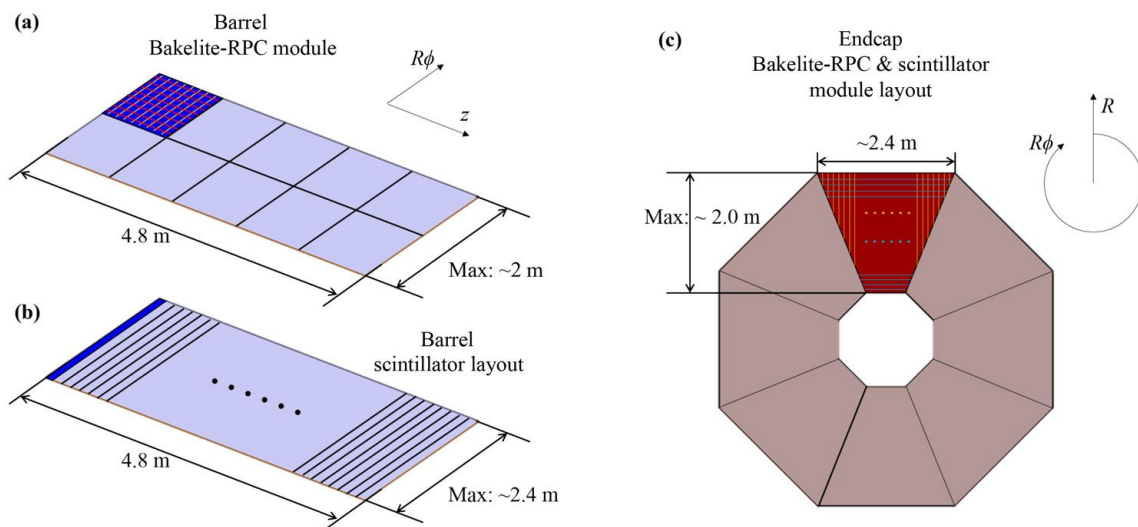 (a)
Barrel
Bakelite-RPC module
Rϕ
z
4.8 m
Max: ~2 m
(b)
Barrel
scintillator layout
4.8 m
Max: ~2.4 m
(c)
Endcap
Bakelite-RPC & scintillator
module layout
R
Rϕ
~2.4 m
Max: ~ 2.0 m